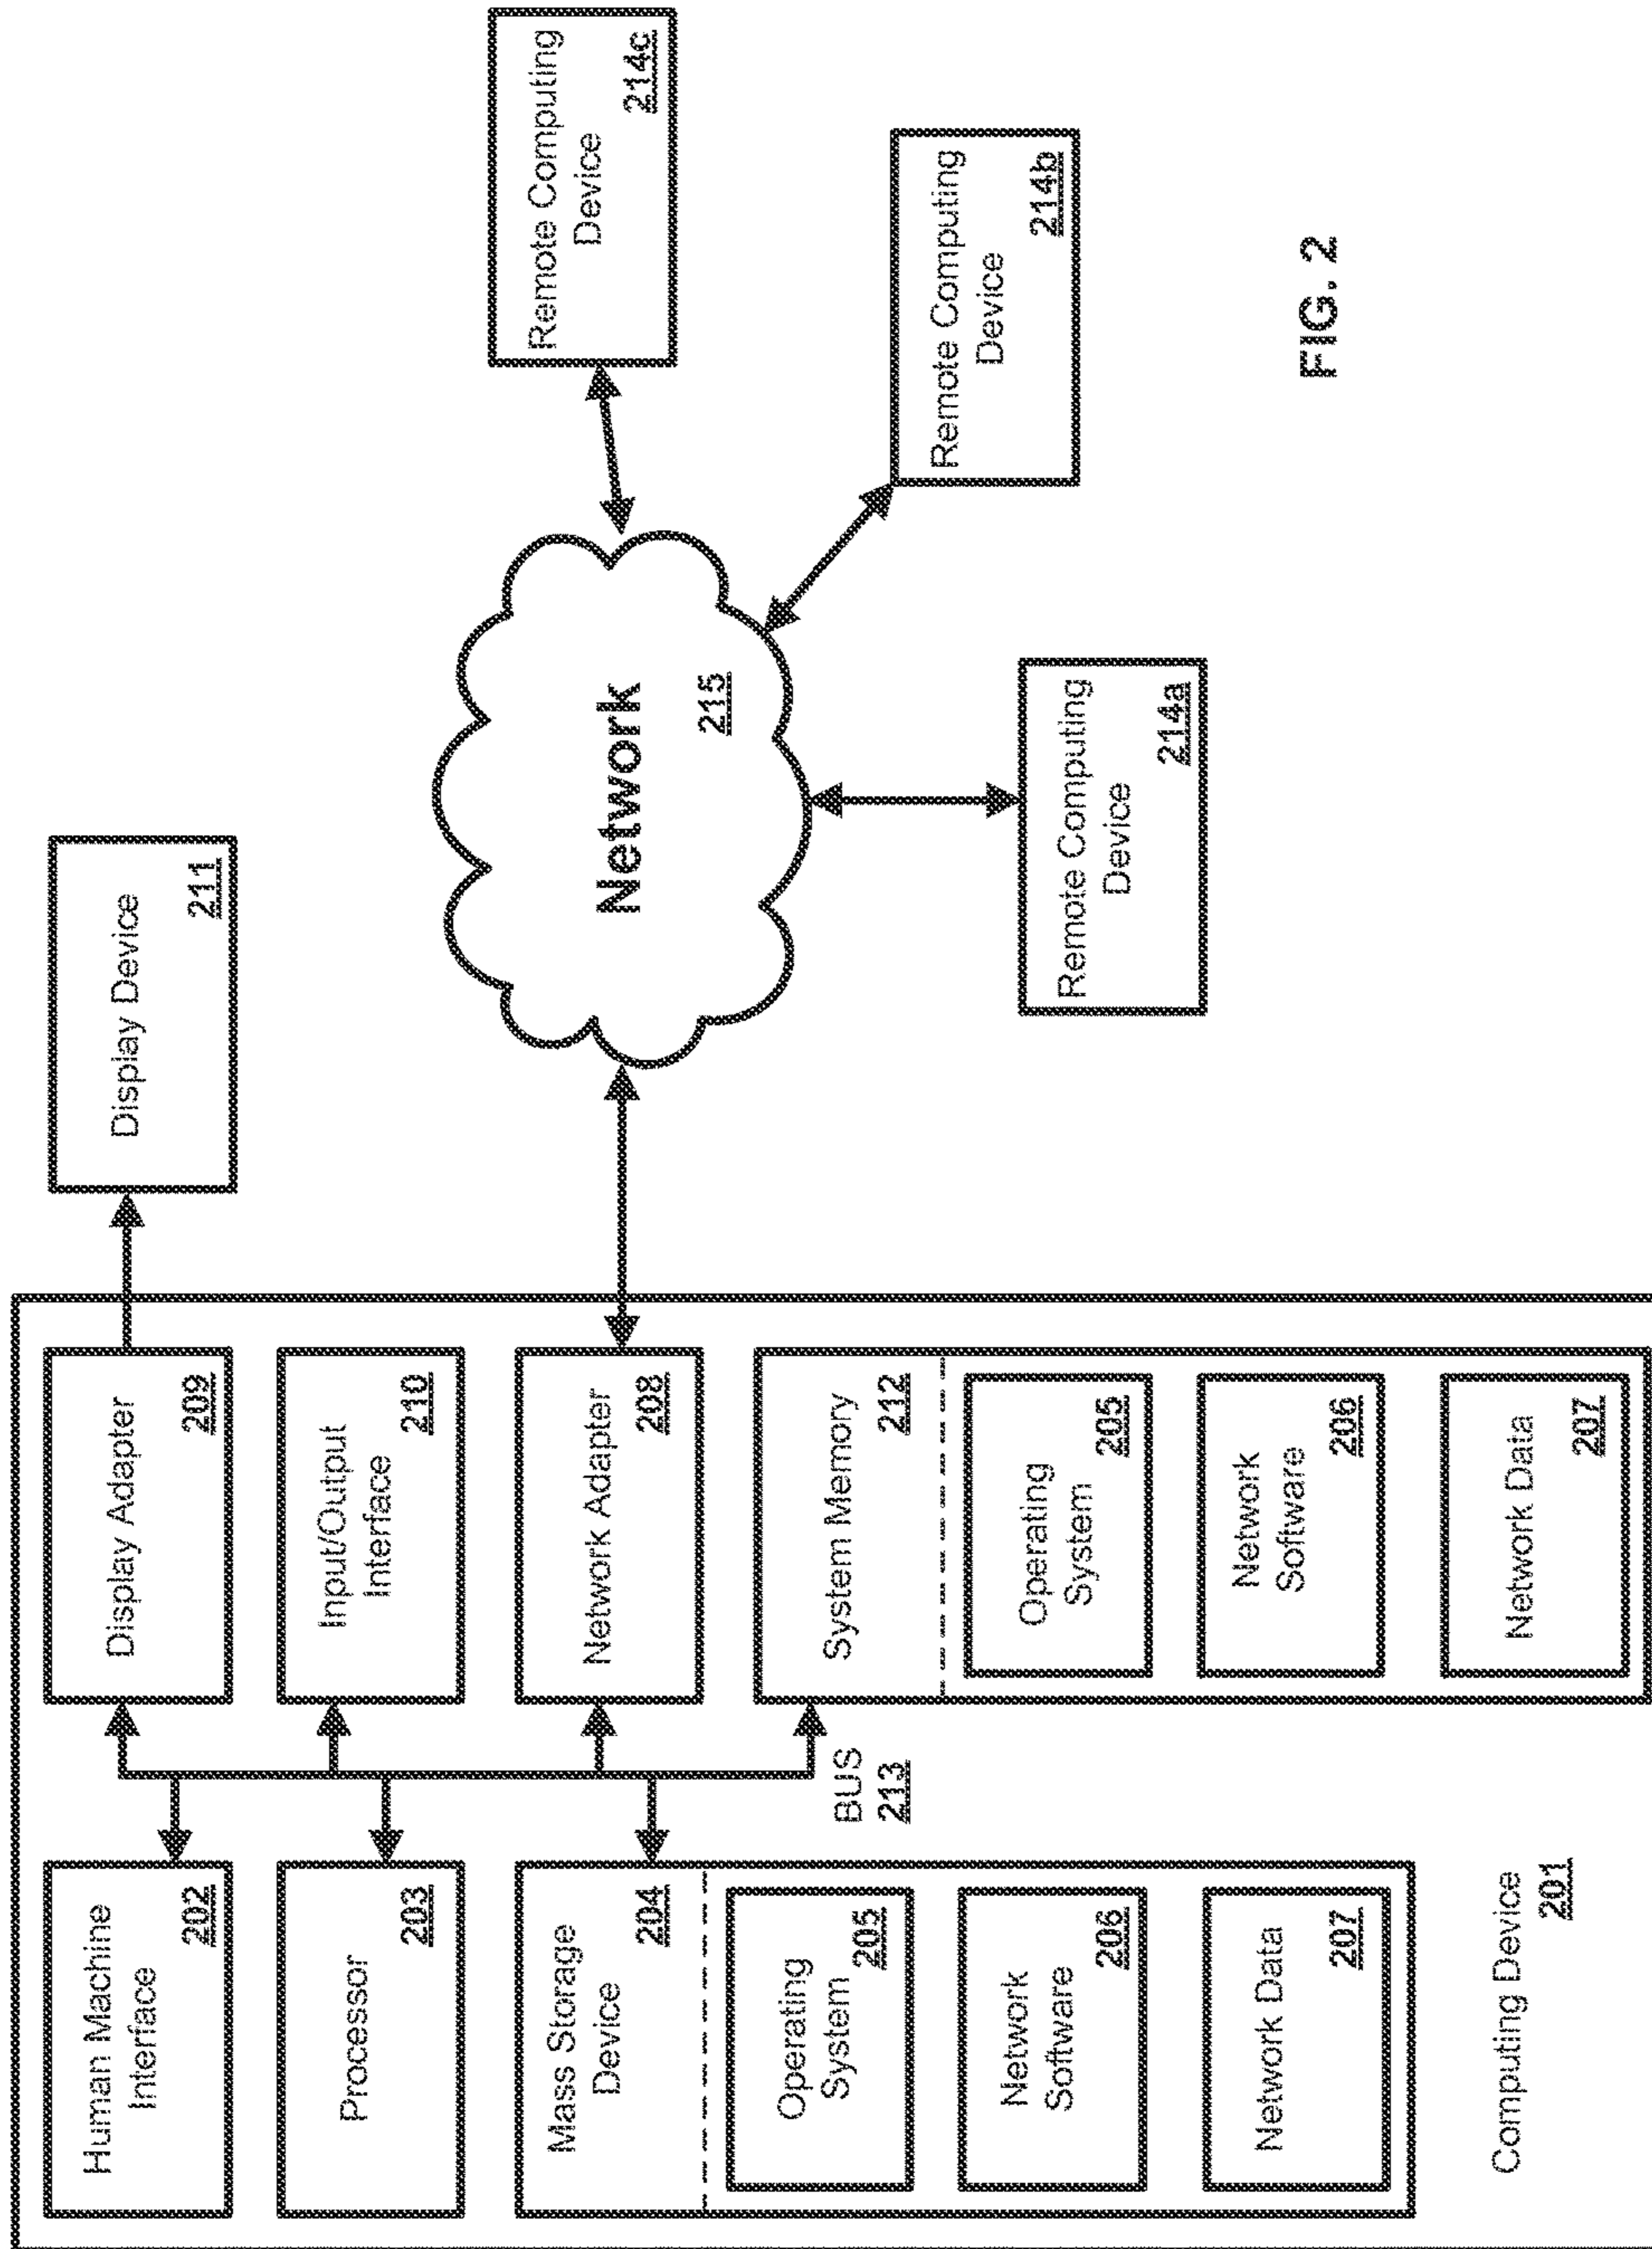 Human Machine
Interface
202
Processor
203
Mass Storage
Device
204
Operating
System
205
Network
Software
206
Network Data
207
Computing Device
201
BUS
213
Display Adapter
209
Input/Output
Interface
210
Network Adapter
208
System Memory
212
Operating
System
205
Network
Software
206
Network Data
207
Display Device
211
Network
215
Remote Computing
Device
214a
Remote Computing
Device
214b
Remote Computing
Device
214c
FIG. 2